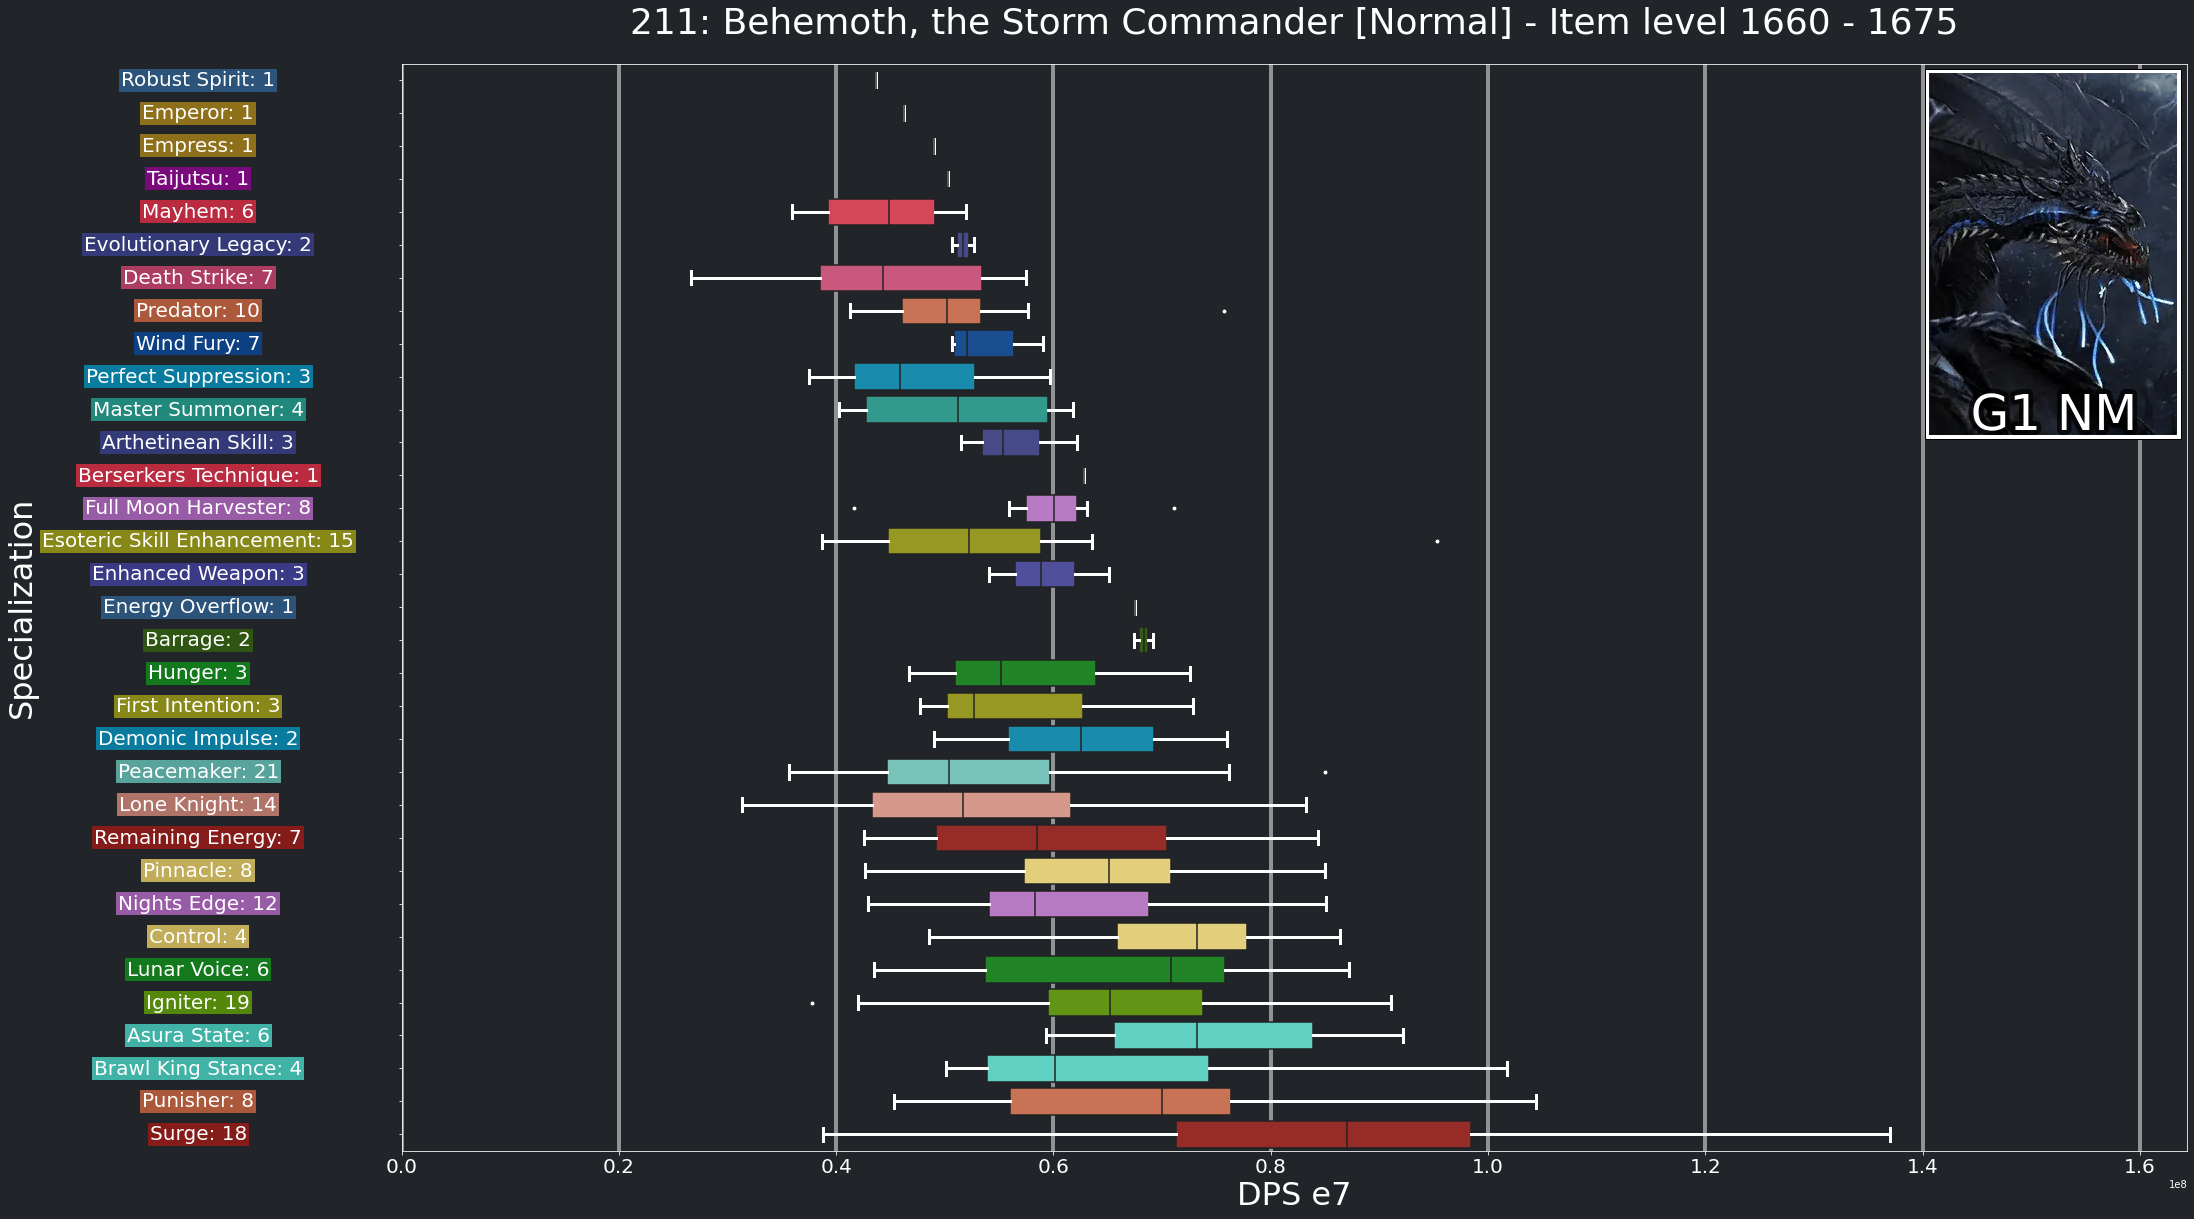 211: Behemoth, the Storm Commander [Normal] - Item level 1660 - 1675
Robust Spirit: 1
Emperor: 1
Empress: 1
Taijutsu: 1
Mayhem: 6
Evolutionary Legacy: 2
Death Strike: 7
Predator: 10
Wind Fury: 7
Perfect Suppression: 3
Master Summoner: 4
Arthetinean Skill: 3
Berserkers Technique: 1
Full Moon Harvester: 8
Esoteric Skill Enhancement: 15
Enhanced Weapon: 3
Energy Overflow: 1
Barrage: 2
Hunger: 3
First Intention: 3
Demonic Impulse: 2
Peacemaker: 21
Lone Knight: 14
Remaining Energy: 7
Pinnacle: 8
Nights Edge: 12
Control: 4
Lunar Voice: 6
Igniter: 19
Asura State: 6
Brawl King Stance: 4
Punisher: 8
Surge: 18
Specialization
G1 NM
0.0 0.2 0.4 0.6 0.8 1.0 1.2 1.4 1.6
1e8
DPS e7